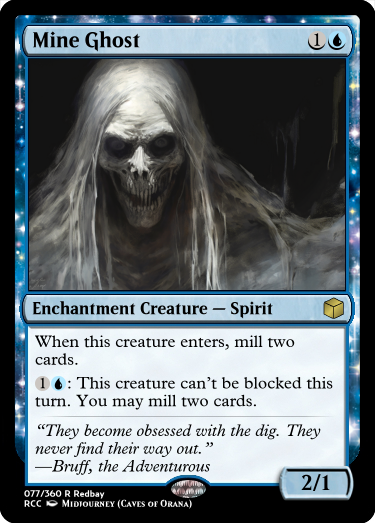 Mine Ghost 1
Enchantment Creature — Spirit
When this creature enters, mill two
cards.
1 : This creature can't be blocked this
turn. You may mill two cards.
“They become obsessed with the dig. They
never find their way out.”
—Bruff, the Adventurous
2/1
077/360 R Redbay
RCC Midjourney (Caves of Orana)